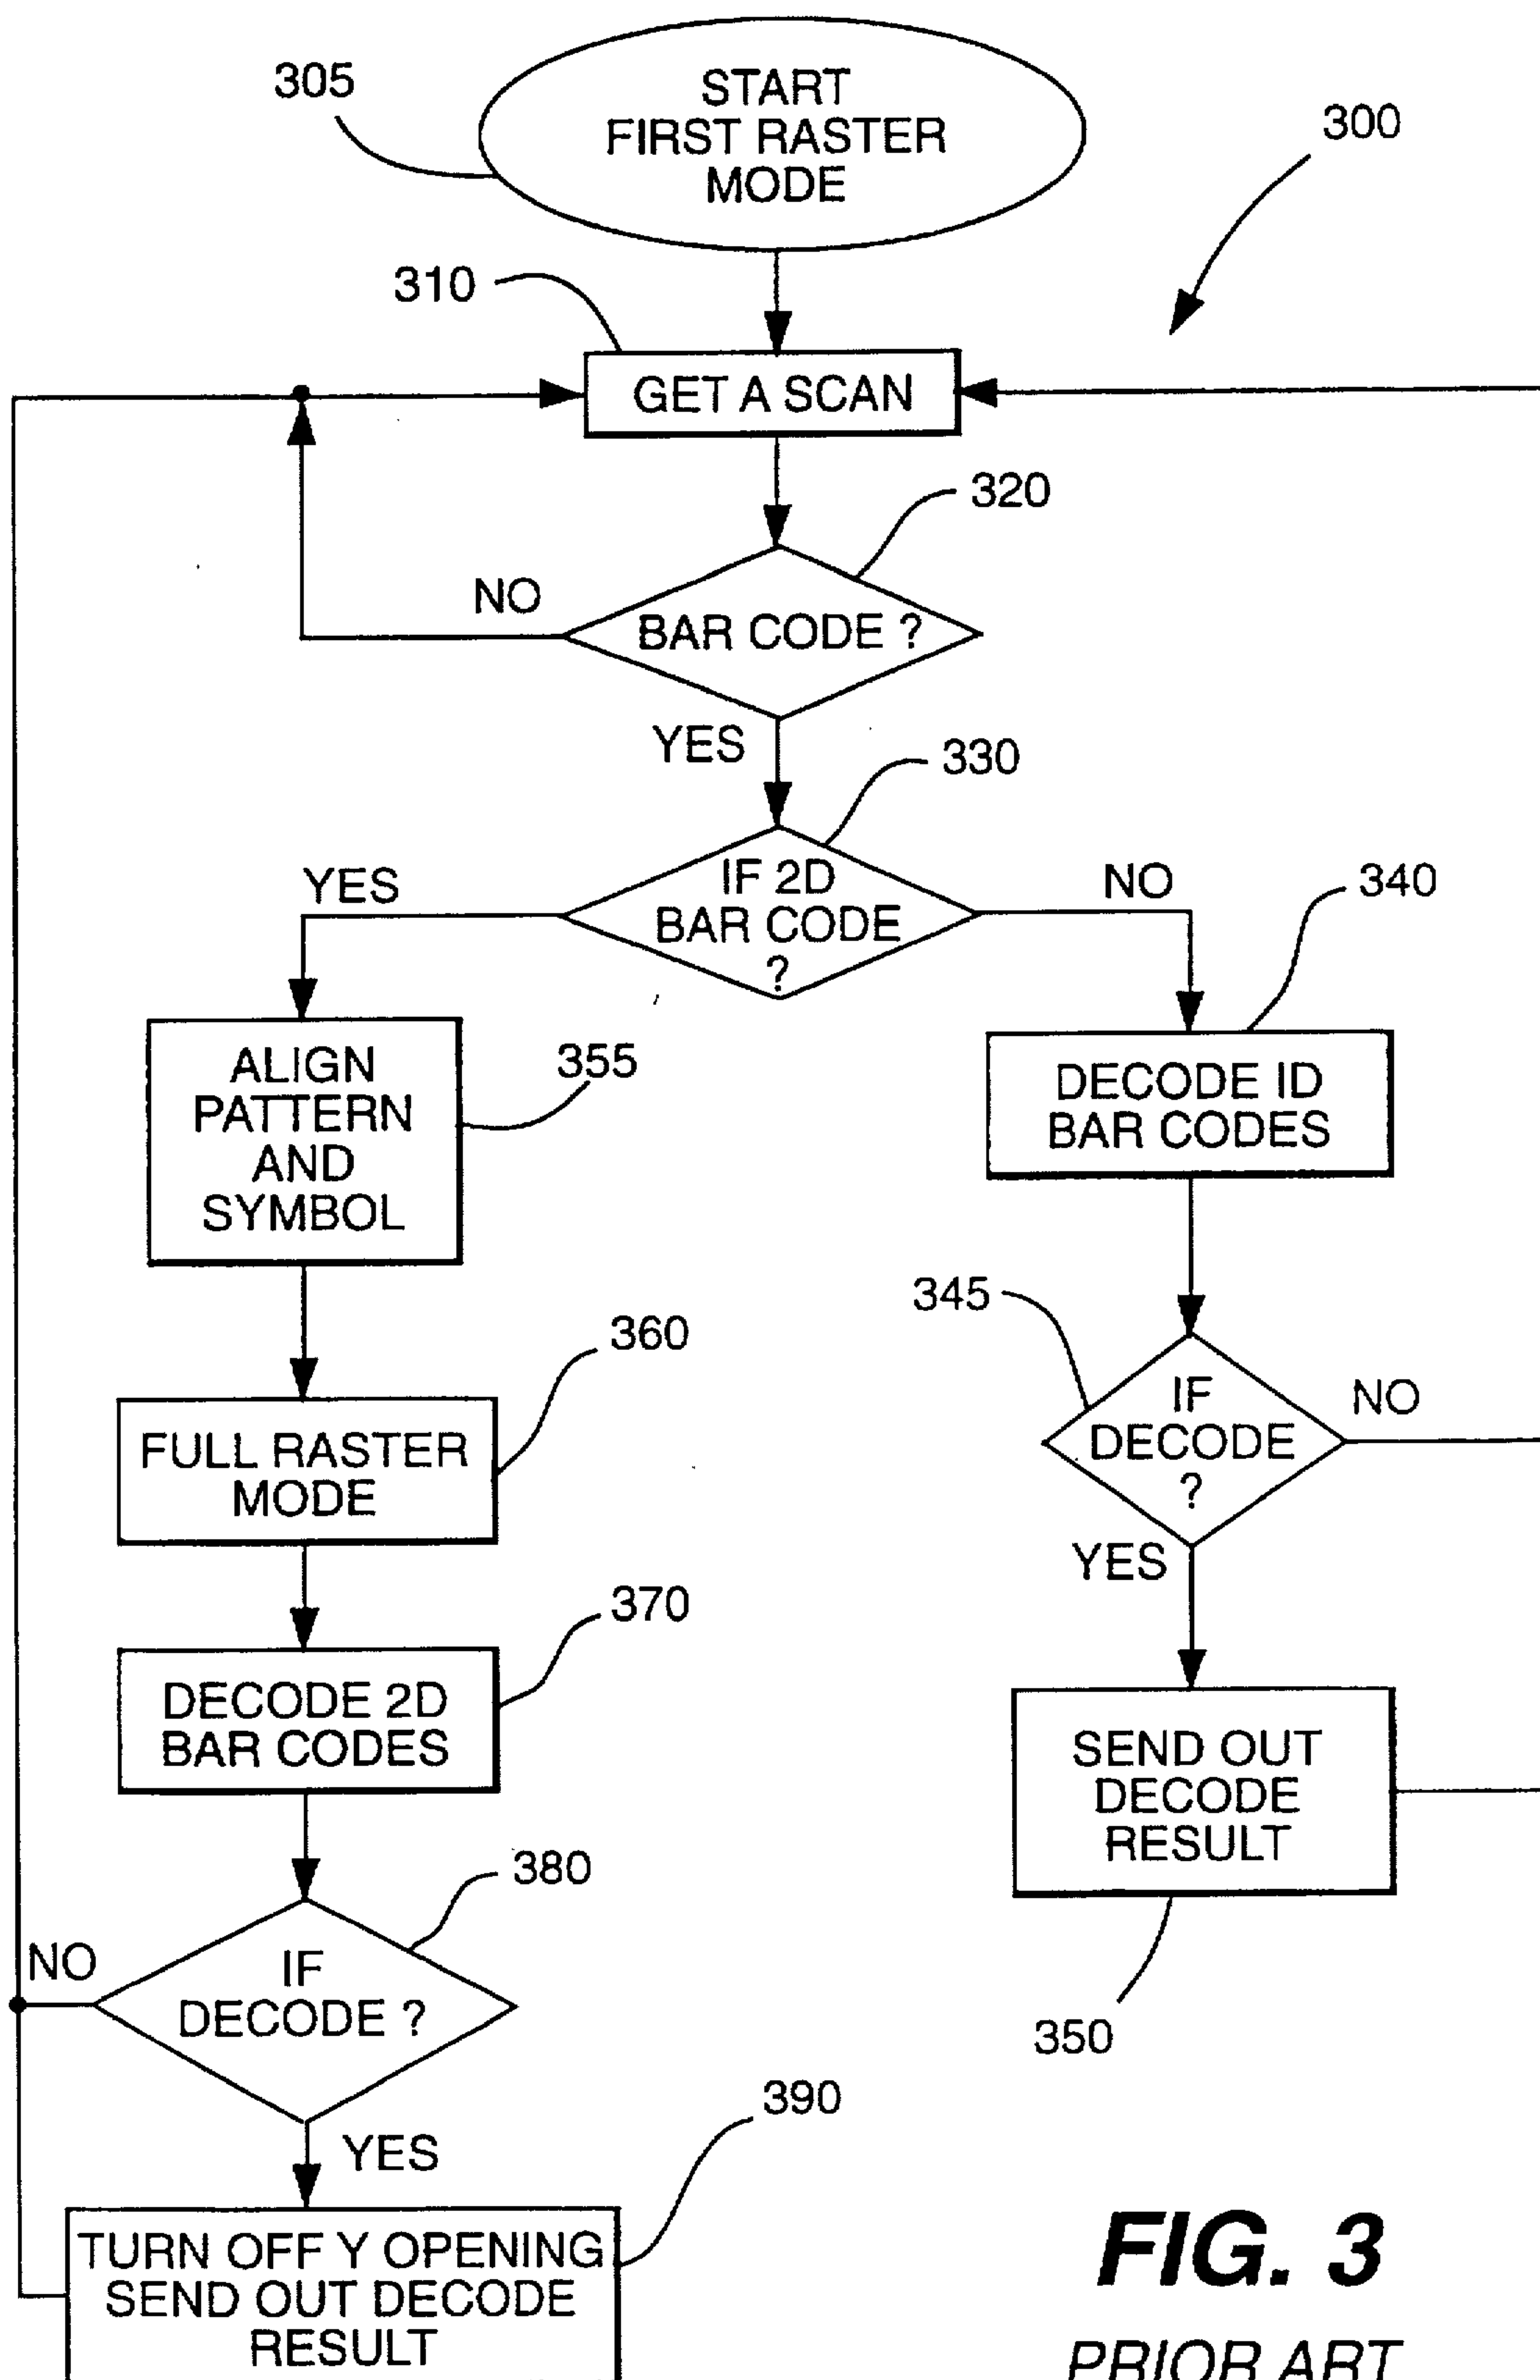 305
START
FIRST RASTER
MODE
300
310
GET A SCAN
320
NO
BAR CODE ?
YES
330
YES
IF 2D
BAR CODE
?
NO
340
ALIGN
PATTERN
AND
SYMBOL
355
DECODE ID
BAR CODES
360
FULL RASTER
MODE
345
IF
DECODE
?
NO
YES
370
DECODE 2D
BAR CODES
SEND OUT
DECODE
RESULT
350
380
NO
IF
DECODE ?
YES
390
TURN OFF Y OPENING
SEND OUT DECODE
RESULT
FIG. 3
PRIOR ART